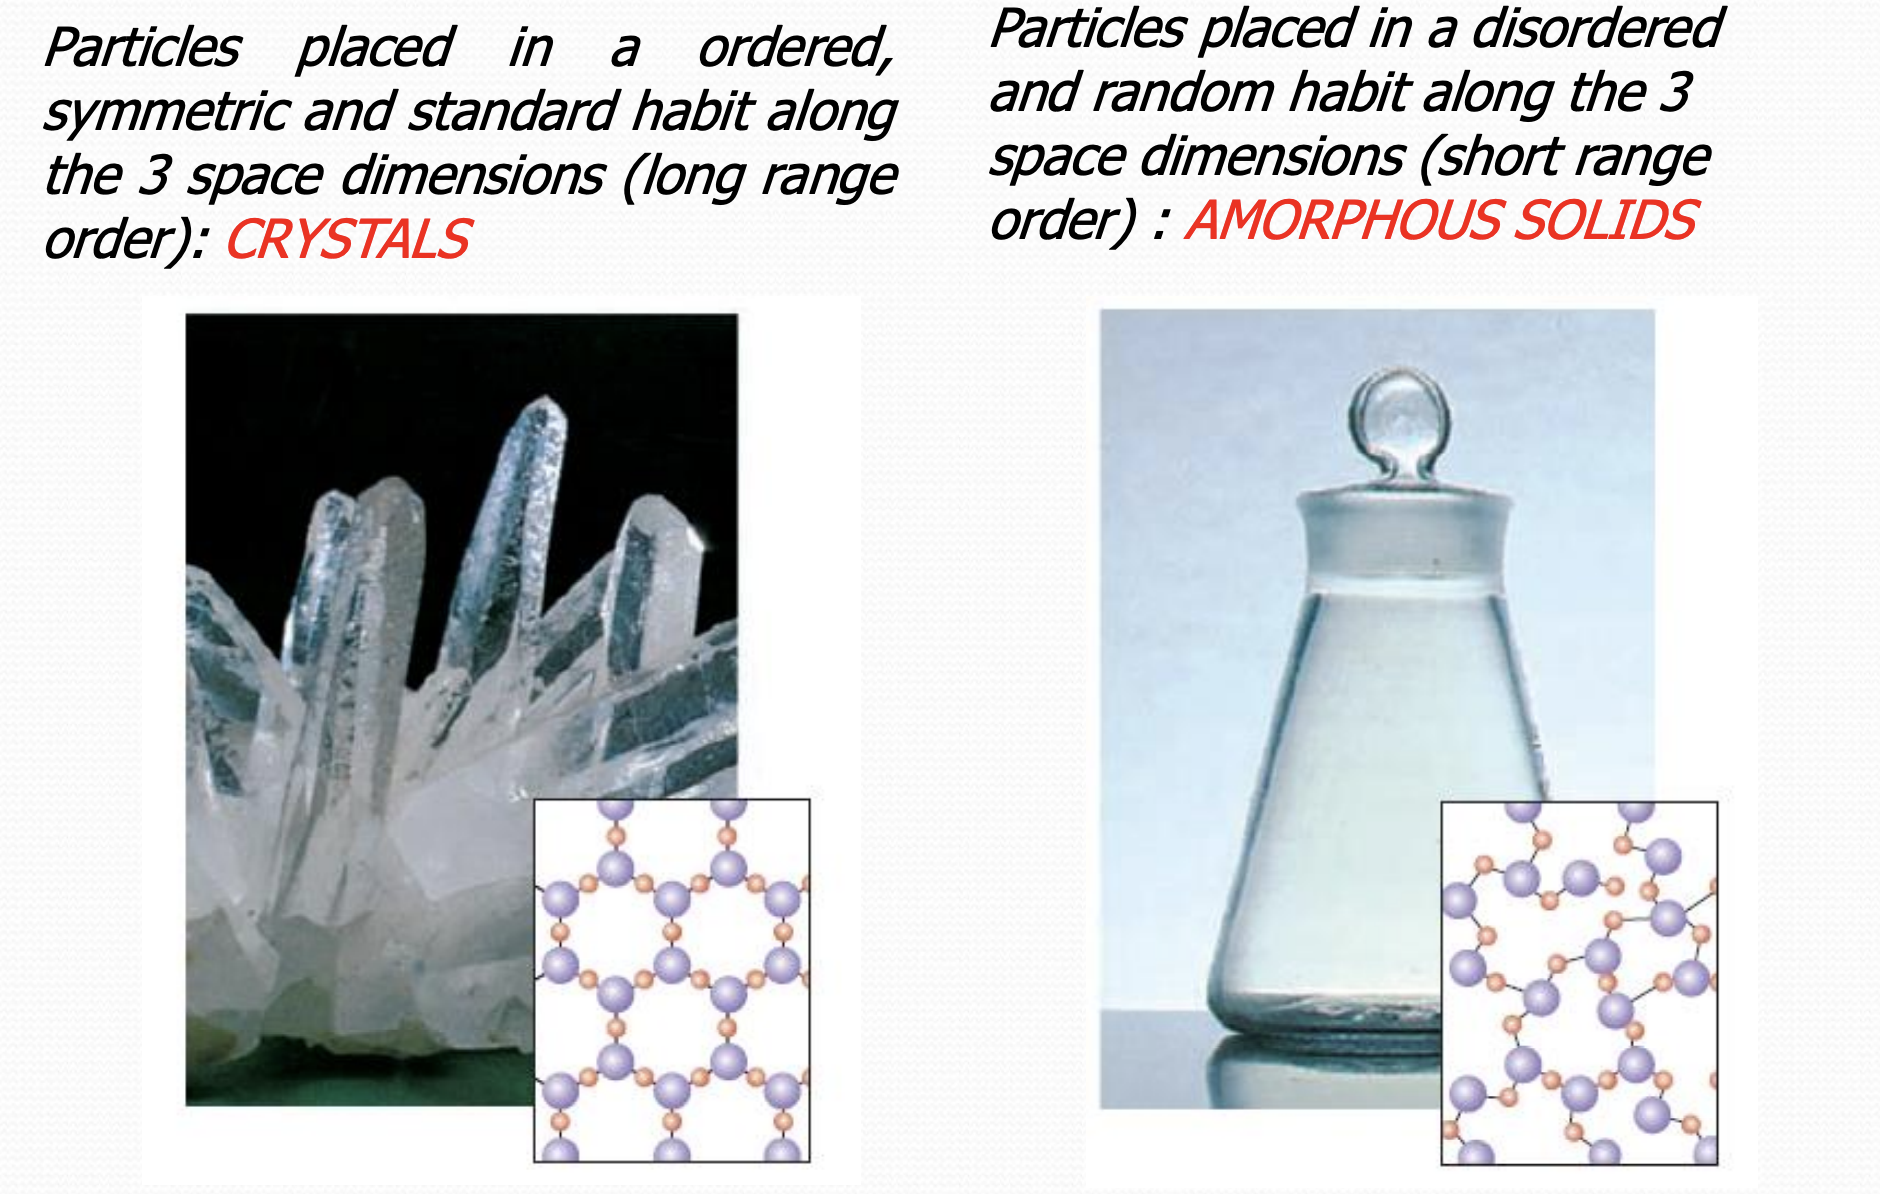 Particles placed in a ordered,
symmetric and standard habit along
the 3 space dimensions (long range
order): CRYSTALS
Particles placed in a disordered
and random habit along the 3
space dimensions (short range
order) : AMORPHOUS SOLIDS